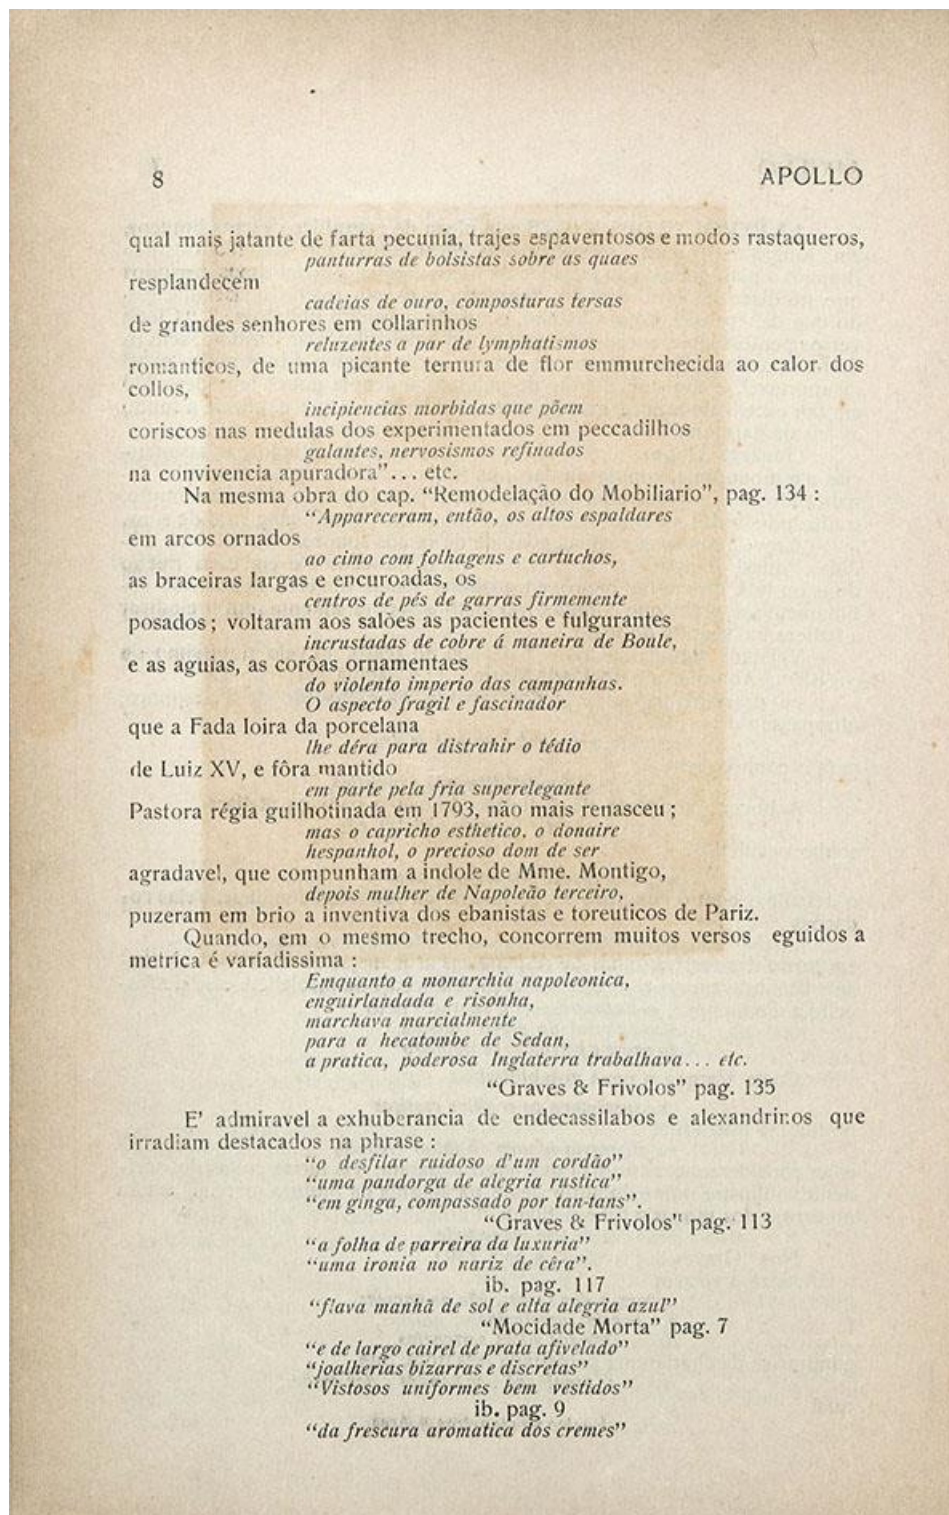 8 APOLLO
qual mais jatante de farta pecunia, trajes espaventosos e modos rastaqueros,
panturras de bolsistas sobre as quaes
resplandecem
cadeias de ouro, composturas tersas
de grandes senhores em collarinhos
reluzentes a par de lymphatismos
romanticos, de uma picante ternura de flor emmurchecida ao calor dos
collos,
incipiencias morbidas que põem
coriscos nas medulas dos experimentados em peccadilhos
galantes, nervosismos refinados
na convivencia apuradora"... etc.
Na mesma obra do cap. "Remodelação do Mobiliario", pag. 134 :
"Appareceram, então, os altos espaldares
em arcos ornados
ao cimo com folhagens e cartuchos,
as braceiras largas e encuroadas, os
centros de pés de garras firmemente
posados ; voltaram aos salões as pacientes e fulgurantes
incrustadas de cobre á maneira de Boule,
e as aguias, as corôas ornamentaes
do violento imperio das campanhas.
O aspecto fragil e fascinador
que a Fada loira da porcelana
lhe déra para distrahir o tédio
de Luiz XV, e fôra mantido
em parte pela fria superelegante
Pastora régia guilhotinada em 1793, não mais renasceu ;
mas o capricho esthetico, o donaire
hespanhol, o precioso dom de ser
agradavel, que compunham a indole de Mme. Montigo,
depois mulher de Napoleão terceiro,
puzeram em brio a inventiva dos ebanistas e toreuticos de Pariz.
Quando, em o mesmo trecho, concorrem muitos versos eguidos a
metrica é varíadissima :
Emquanto a monarchia napoleonica,
enguirlandada e risonha,
marchava marcialmente
para a hecatombe de Sedan,
a pratica, poderosa Inglaterra trabalhava... etc.
"Graves & Frivolos" pag. 135
E' admiravel a exhuberancia de endecassilabos e alexandrinos que
irradiam destacados na phrase :
"o desfilar ruidoso d'um cordão"
"uma pandorga de alegria rustica"
"em ginga, compassado por tan-tans".
"Graves & Frivolos" pag. 113
"a folha de parreira da luxuria"
"uma ironia no nariz de cêra".
ib. pag. 117
"flava manhã de sol e alta alegria azul"
"Mocidade Morta" pag. 7
"e de largo cairel de prata afivelado"
"joalherias bizarras e discretas"
"Vistosos uniformes bem vestidos"
ib. pag. 9
"da frescura aromatica dos cremes"